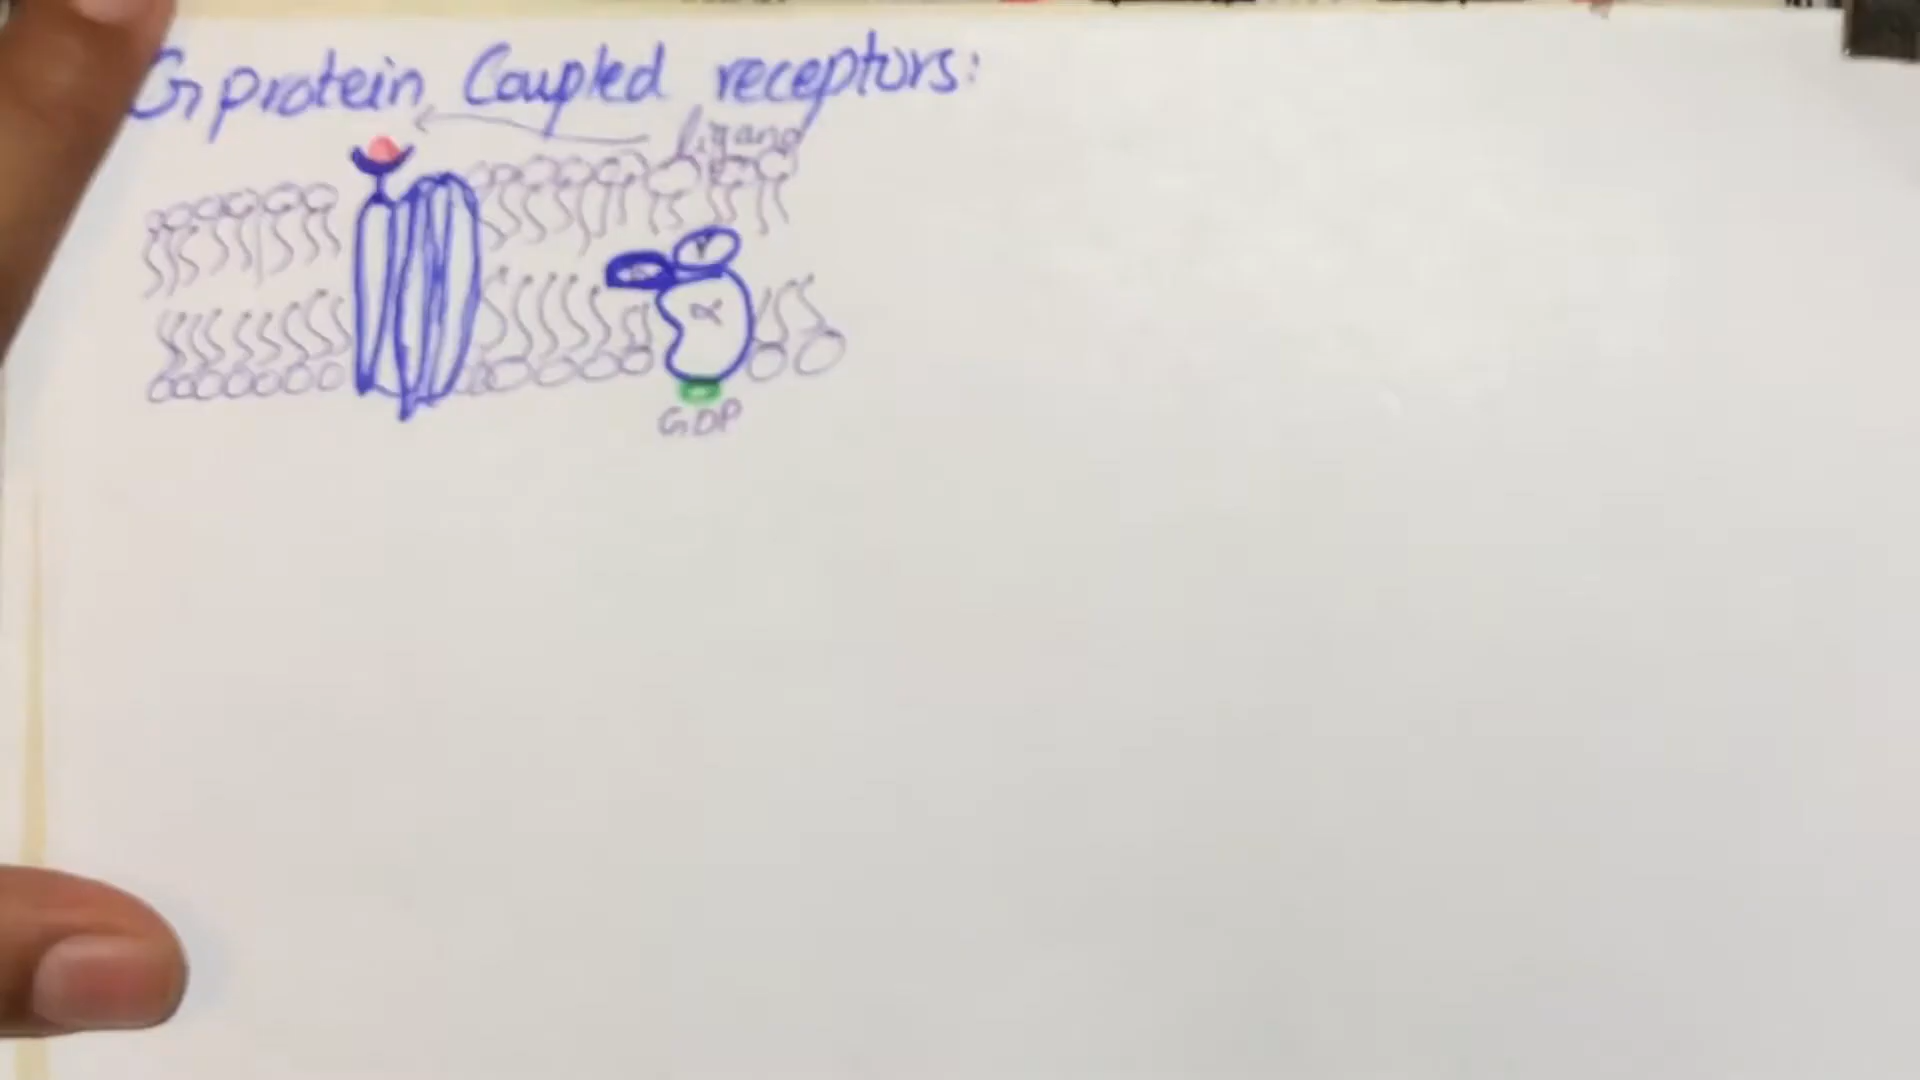 G protein Coupled receptors:
ligand
γ
α
GDP